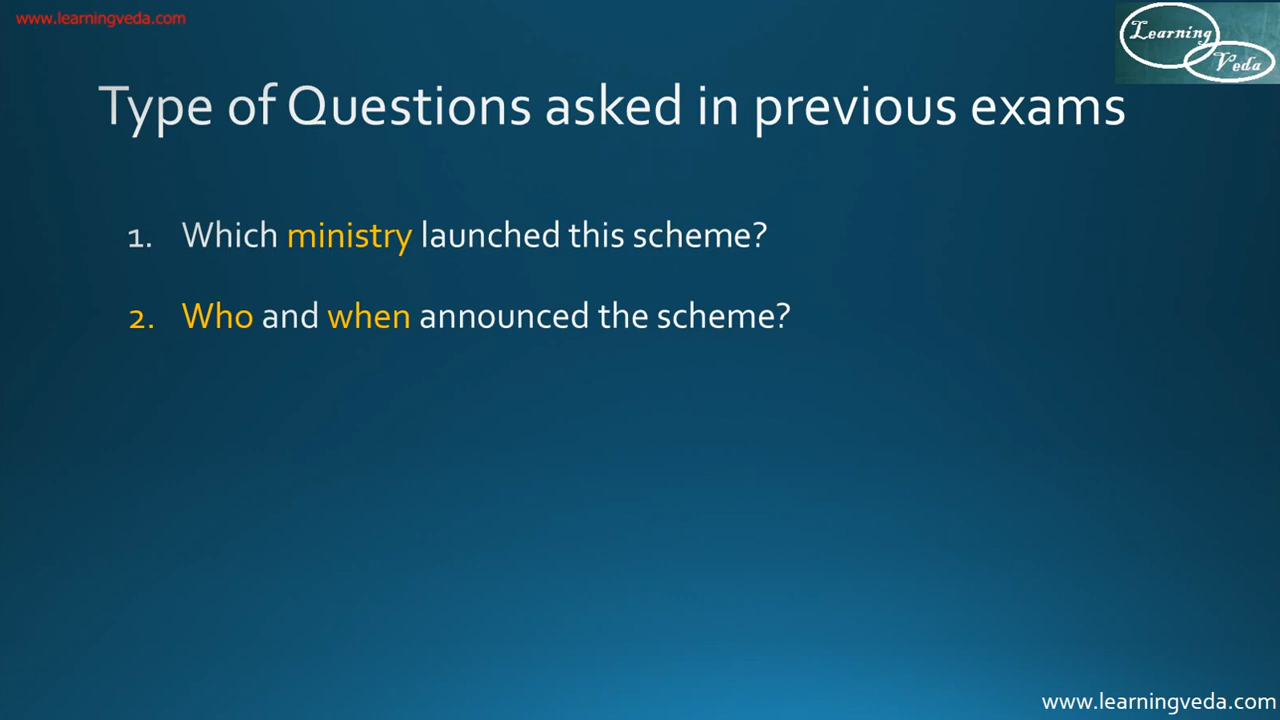 www.learningveda.com
Learning
Veda
Type of Questions asked in previous exams
1. Which ministry launched this scheme?
2. Who and when announced the scheme?
www.learningveda.com